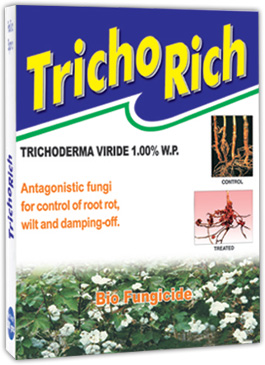 Tricho Rich
TRICHODERMA VIRIDE 1.00% W.P.
Antagonistic fungi
for control of root rot,
wilt and damping-off.
CONTROL
TREATED
Bio Fungicide
TrichoRich